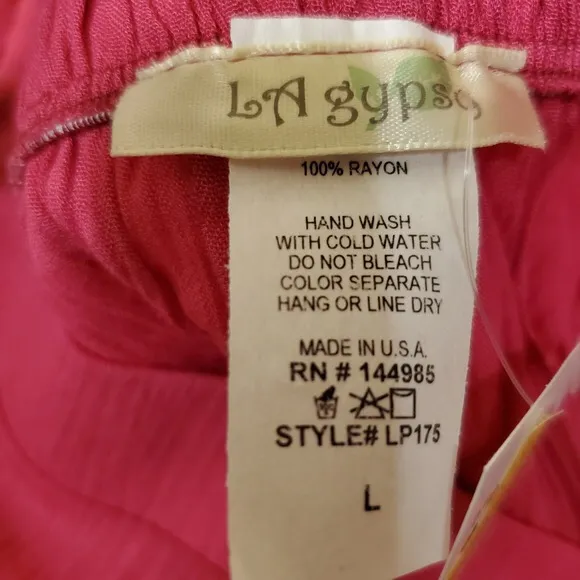 LA gypsy
100% RAYON
HAND WASH
WITH COLD WATER
DO NOT BLEACH
COLOR SEPARATE
HANG OR LINE DRY
MADE IN U.S.A.
RN # 144985
STYLE# LP175
L